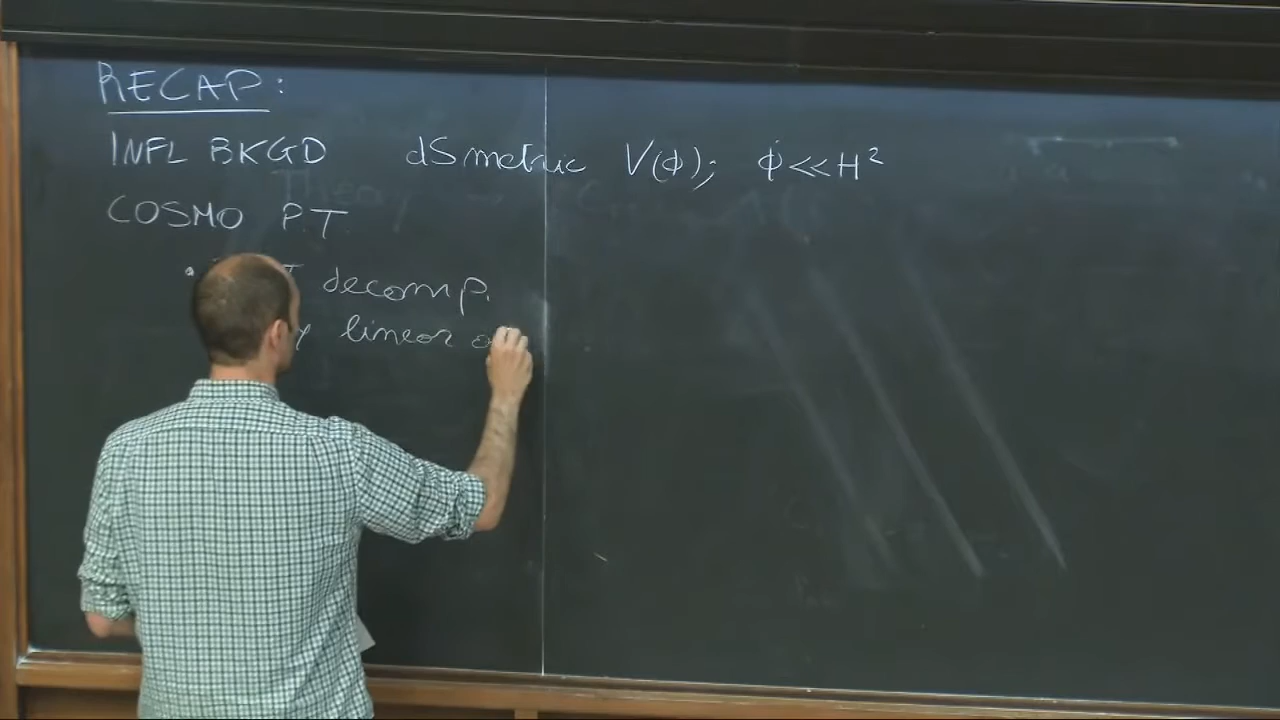 RECAP:
INFL BKGD dS metric V(ϕ); ϕ̇ << H²
COSMO P.T.
• decomp.
linear